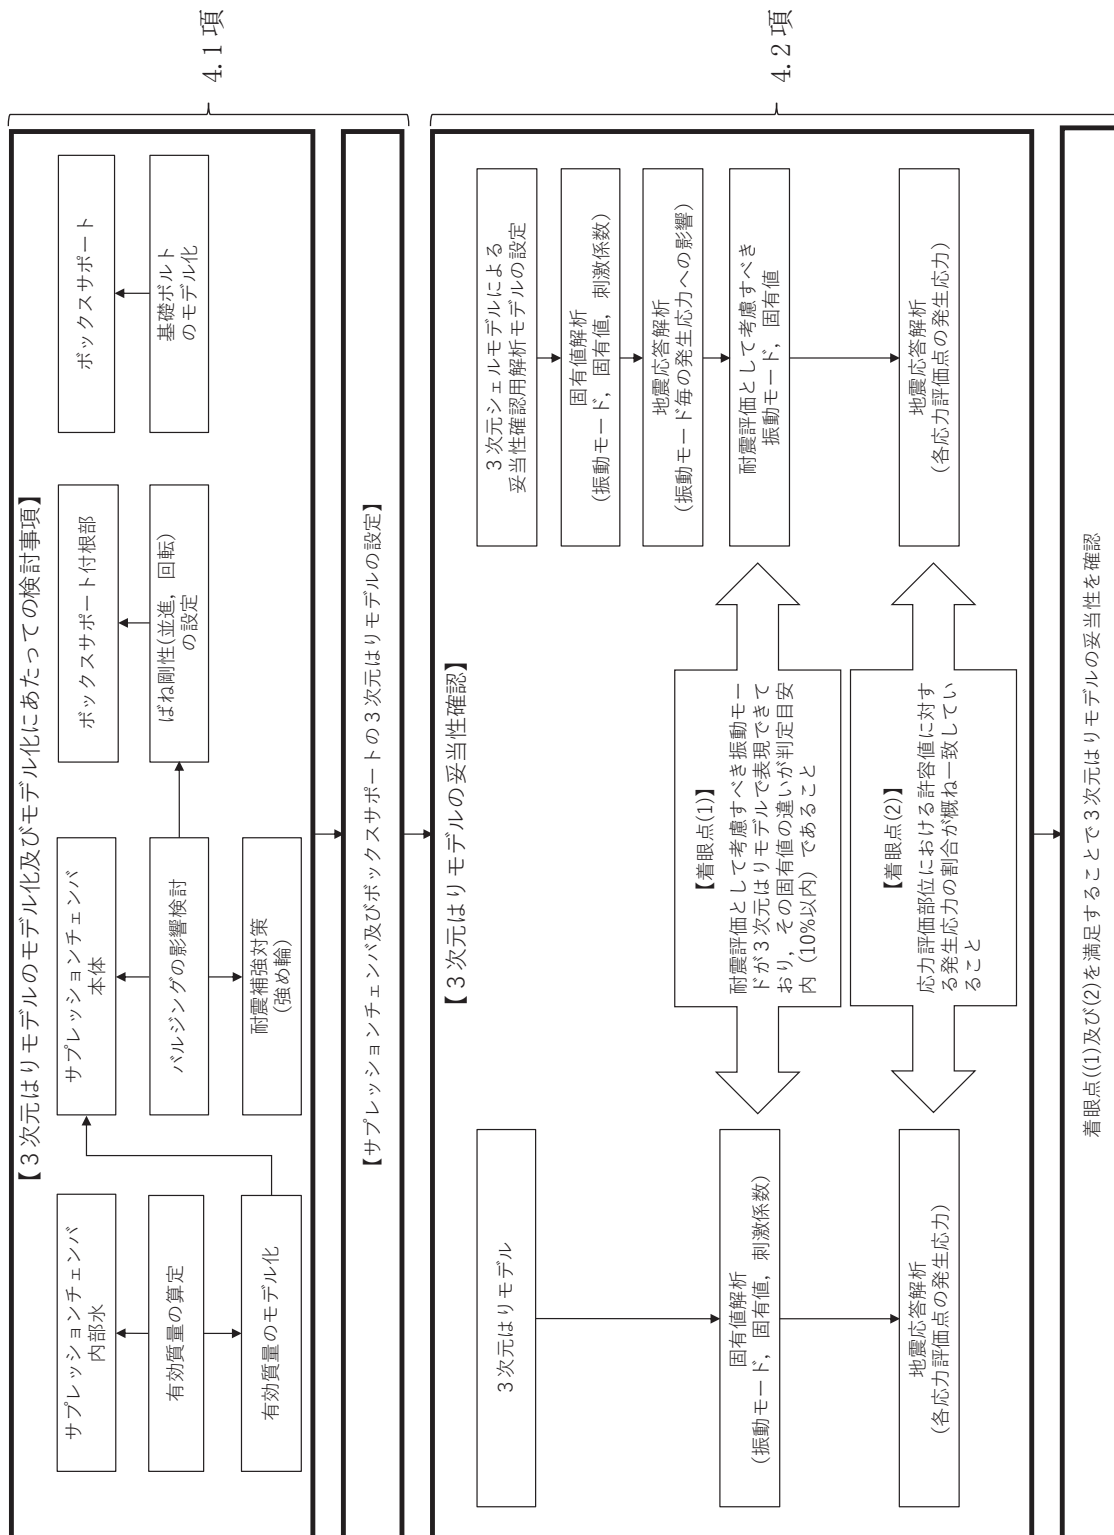 【3次元はりモデルのモデル化及びモデル化にあたっての検討事項】
サプレッションチェンバ
内部水
有効質量の算定
有効質量のモデル化
サプレッションチェンバ
本体
バルジングの影響検討
耐震補強対策
(強め輪)
ボックスサポート付根部
ばね剛性(並進，回転)
の設定
ボックスサポート
基礎ボルト
のモデル化
4.1 項
【サプレッションチェンバ及びボックスサポートの3次元はりモデルの設定】
【3次元はりモデルの妥当性確認】
3次元はりモデル
固有値解析
(振動モード，固有値，刺激係数)
地震応答解析
(各応力評価点の発生応力)
【着眼点(1)】
耐震評価として考慮すべき振動モー
ドが3次元はりモデルで表現できて
おり，その固有値の違いが判定目安
内（10%以内）であること
【着眼点(2)】
応力評価部位における許容値に対す
る発生応力の割合が概ね一致してい
ること
3次元シェルモデルによる
妥当性確認用解析モデルの設定
固有値解析
(振動モード，固有値，刺激係数)
地震応答解析
(振動モード毎の発生応力への影響)
耐震評価として考慮すべき
振動モード，固有値
地震応答解析
(各応力評価点の発生応力)
4.2 項
着眼点((1)及び(2)を満足することで3次元はりモデルの妥当性を確認